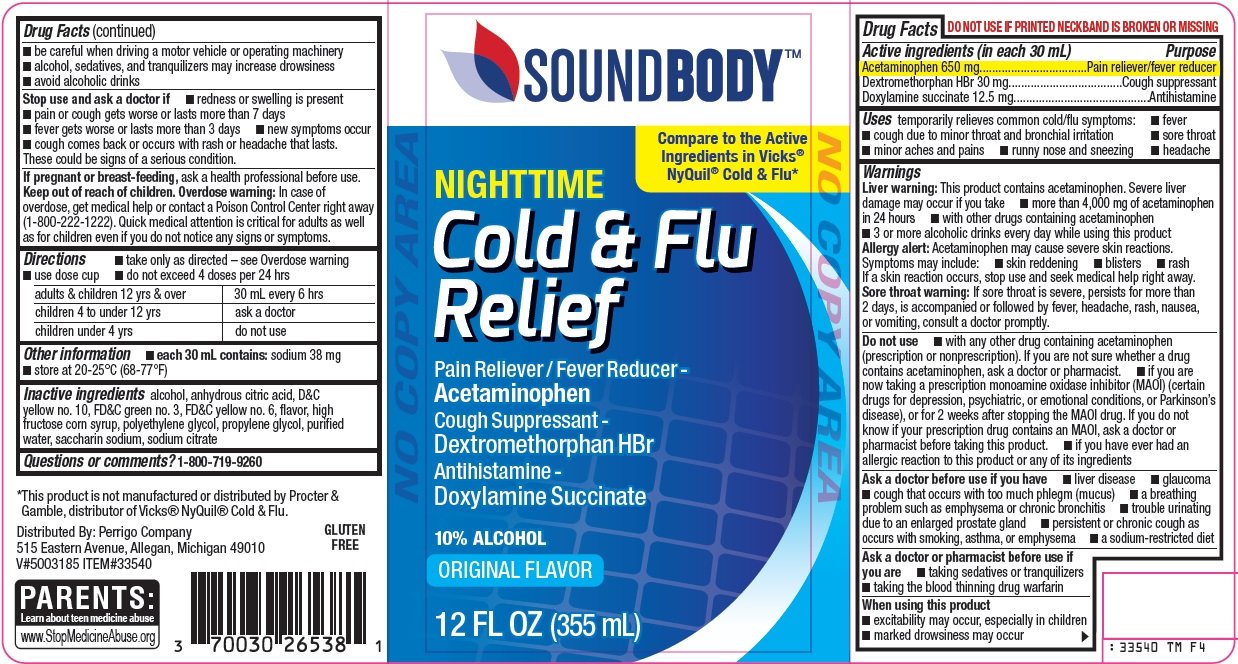 Drug Facts (continued)
■ be careful when driving a motor vehicle or operating machinery
■ alcohol, sedatives, and tranquilizers may increase drowsiness
■ avoid alcoholic drinks
Stop use and ask a doctor if ■ redness or swelling is present
■ pain or cough gets worse or lasts more than 7 days
■ fever gets worse or lasts more than 3 days ■ new symptoms occur
■ cough comes back or occurs with rash or headache that lasts.
These could be signs of a serious condition.
If pregnant or breast-feeding, ask a health professional before use.
Keep out of reach of children. Overdose warning: In case of
overdose, get medical help or contact a Poison Control Center right away
(1-800-222-1222). Quick medical attention is critical for adults as well
as for children even if you do not notice any signs or symptoms.
Directions ■ take only as directed – see Overdose warning
■ use dose cup ■ do not exceed 4 doses per 24 hrs
adults & children 12 yrs & over 30 mL every 6 hrs
children 4 to under 12 yrs ask a doctor
children under 4 yrs do not use
Other information ■ each 30 mL contains: sodium 38 mg
■ store at 20-25°C (68-77°F)
Inactive ingredients alcohol, anhydrous citric acid, D&C
yellow no. 10, FD&C green no. 3, FD&C yellow no. 6, flavor, high
fructose corn syrup, polyethylene glycol, propylene glycol, purified
water, saccharin sodium, sodium citrate
Questions or comments? 1-800-719-9260
*This product is not manufactured or distributed by Procter &
Gamble, distributor of Vicks® NyQuil® Cold & Flu.
Distributed By: Perrigo Company
515 Eastern Avenue, Allegan, Michigan 49010
V#5003185 ITEM#33540
GLUTEN
FREE
PARENTS:
Learn about teen medicine abuse
www.StopMedicineAbuse.org
3 70030 26538 1
SOUNDBODY™
Compare to the Active
Ingredients in Vicks®
NyQuil® Cold & Flu*
NO COPY AREA
NO COPY AREA
NIGHTTIME
Cold & Flu
Relief
Pain Reliever / Fever Reducer -
Acetaminophen
Cough Suppressant -
Dextromethorphan HBr
Antihistamine -
Doxylamine Succinate
10% ALCOHOL
ORIGINAL FLAVOR
12 FL OZ (355 mL)
Drug Facts DO NOT USE IF PRINTED NECKBAND IS BROKEN OR MISSING
Active ingredients (in each 30 mL) Purpose
Acetaminophen 650 mg..................................Pain reliever/fever reducer
Dextromethorphan HBr 30 mg....................................Cough suppressant
Doxylamine succinate 12.5 mg...........................................Antihistamine
Uses temporarily relieves common cold/flu symptoms: ■ fever
■ cough due to minor throat and bronchial irritation ■ sore throat
■ minor aches and pains ■ runny nose and sneezing ■ headache
Warnings
Liver warning: This product contains acetaminophen. Severe liver
damage may occur if you take ■ more than 4,000 mg of acetaminophen
in 24 hours ■ with other drugs containing acetaminophen
■ 3 or more alcoholic drinks every day while using this product
Allergy alert: Acetaminophen may cause severe skin reactions.
Symptoms may include: ■ skin reddening ■ blisters ■ rash
If a skin reaction occurs, stop use and seek medical help right away.
Sore throat warning: If sore throat is severe, persists for more than
2 days, is accompanied or followed by fever, headache, rash, nausea,
or vomiting, consult a doctor promptly.
Do not use ■ with any other drug containing acetaminophen
(prescription or nonprescription). If you are not sure whether a drug
contains acetaminophen, ask a doctor or pharmacist. ■ if you are
now taking a prescription monoamine oxidase inhibitor (MAOI) (certain
drugs for depression, psychiatric, or emotional conditions, or Parkinson's
disease), or for 2 weeks after stopping the MAOI drug. If you do not
know if your prescription drug contains an MAOI, ask a doctor or
pharmacist before taking this product. ■ if you have ever had an
allergic reaction to this product or any of its ingredients
Ask a doctor before use if you have ■ liver disease ■ glaucoma
■ cough that occurs with too much phlegm (mucus) ■ a breathing
problem such as emphysema or chronic bronchitis ■ trouble urinating
due to an enlarged prostate gland ■ persistent or chronic cough as
occurs with smoking, asthma, or emphysema ■ a sodium-restricted diet
Ask a doctor or pharmacist before use if
you are ■ taking sedatives or tranquilizers
■ taking the blood thinning drug warfarin
When using this product
■ excitability may occur, especially in children
■ marked drowsiness may occur
: 33540 TM F4